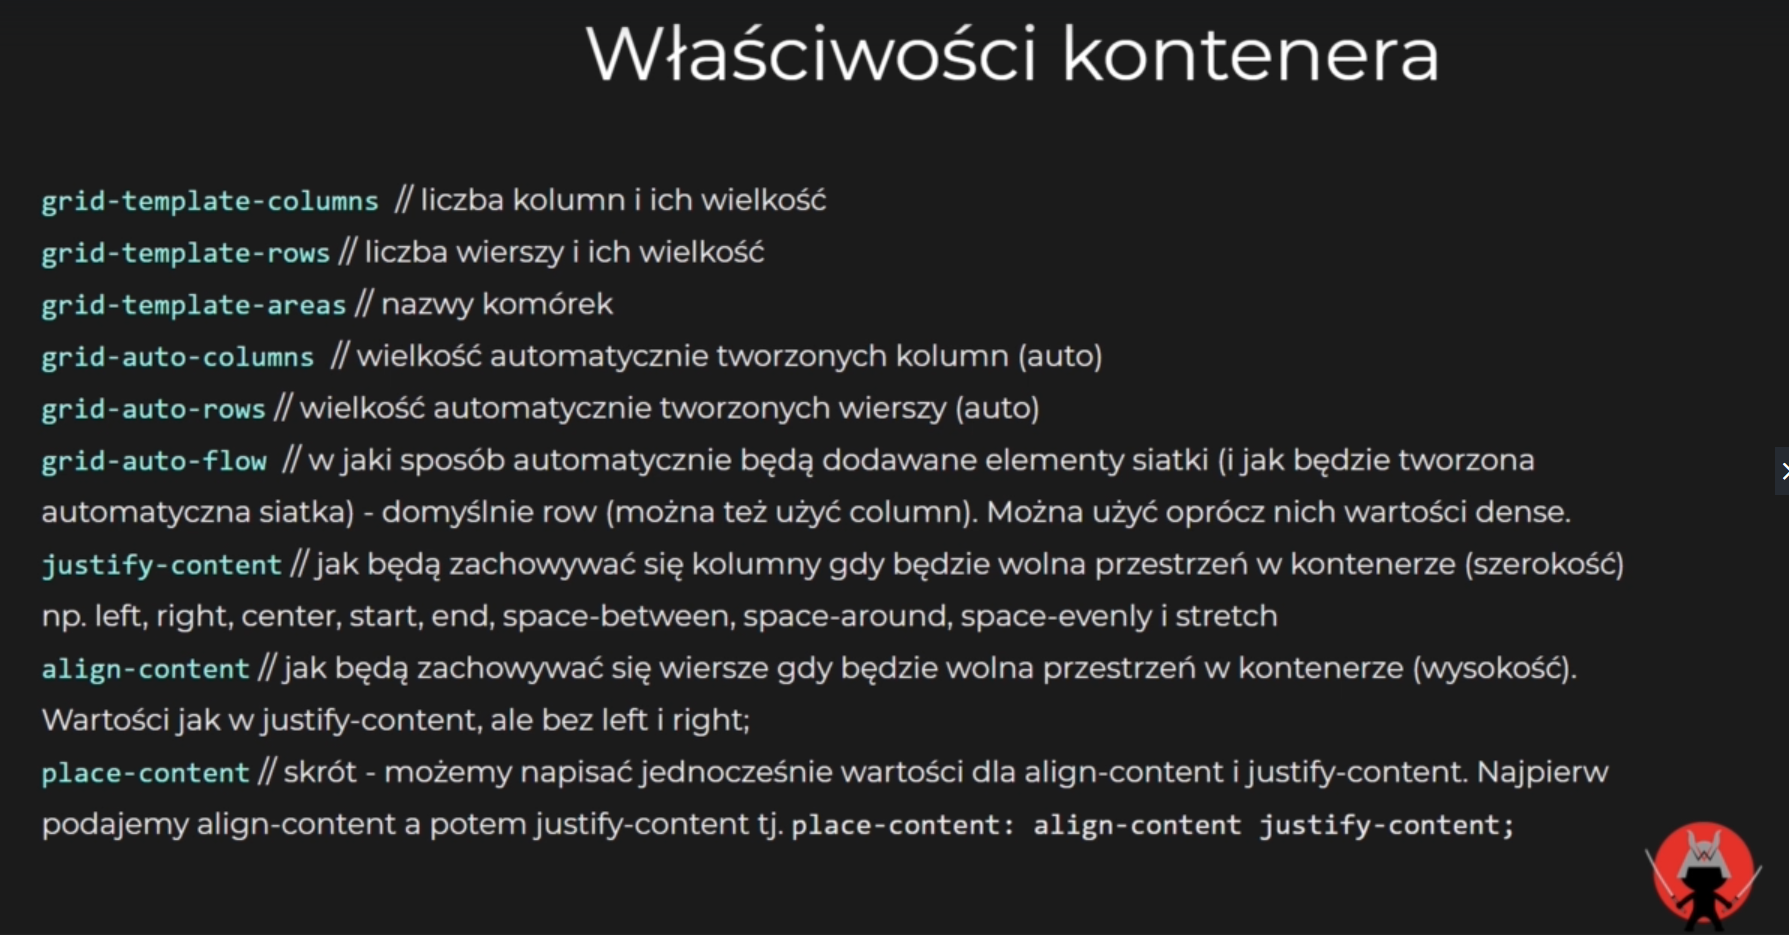 Właściwości kontenera
grid-template-columns // liczba kolumn i ich wielkość
grid-template-rows // liczba wierszy i ich wielkość
grid-template-areas // nazwy komórek
grid-auto-columns // wielkość automatycznie tworzonych kolumn (auto)
grid-auto-rows // wielkość automatycznie tworzonych wierszy (auto)
grid-auto-flow // w jaki sposób automatycznie będą dodawane elementy siatki (i jak będzie tworzona
automatyczna siatka) - domyślnie row (można też użyć column). Można użyć oprócz nich wartości dense.
justify-content // jak będą zachowywać się kolumny gdy będzie wolna przestrzeń w kontenerze (szerokość)
np. left, right, center, start, end, space-between, space-around, space-evenly i stretch
align-content // jak będą zachowywać się wiersze gdy będzie wolna przestrzeń w kontenerze (wysokość).
Wartości jak w justify-content, ale bez left i right;
place-content // skrót - możemy napisać jednocześnie wartości dla align-content i justify-content. Najpierw
podajemy align-content a potem justify-content tj. place-content: align-content justify-content;